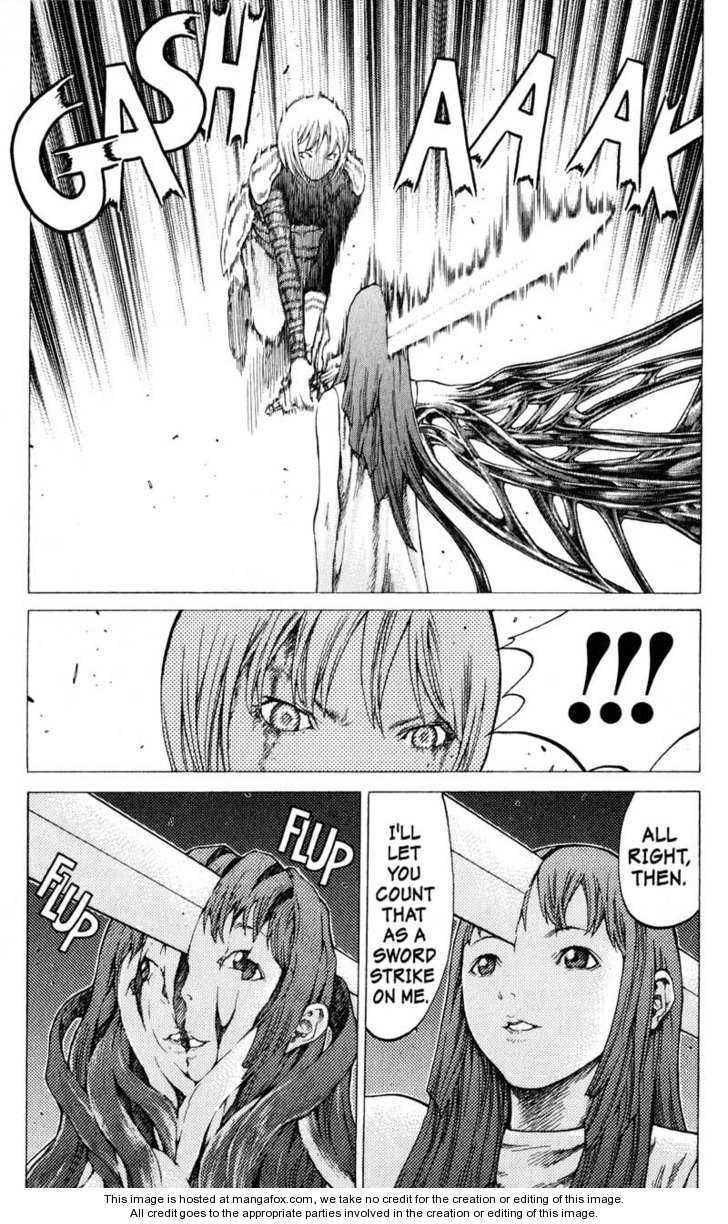 GASH
AAAK
!!!
ALL
RIGHT,
THEN.
I'LL
LET
YOU
COUNT
THAT
AS A
SWORD
STRIKE
ON ME.
FLUP
FLUP
This image is hosted at mangafox.com, we take no credit for the creation or editing of this image.
All credit goes to the appropriate parties involved in the creation or editing of this image.